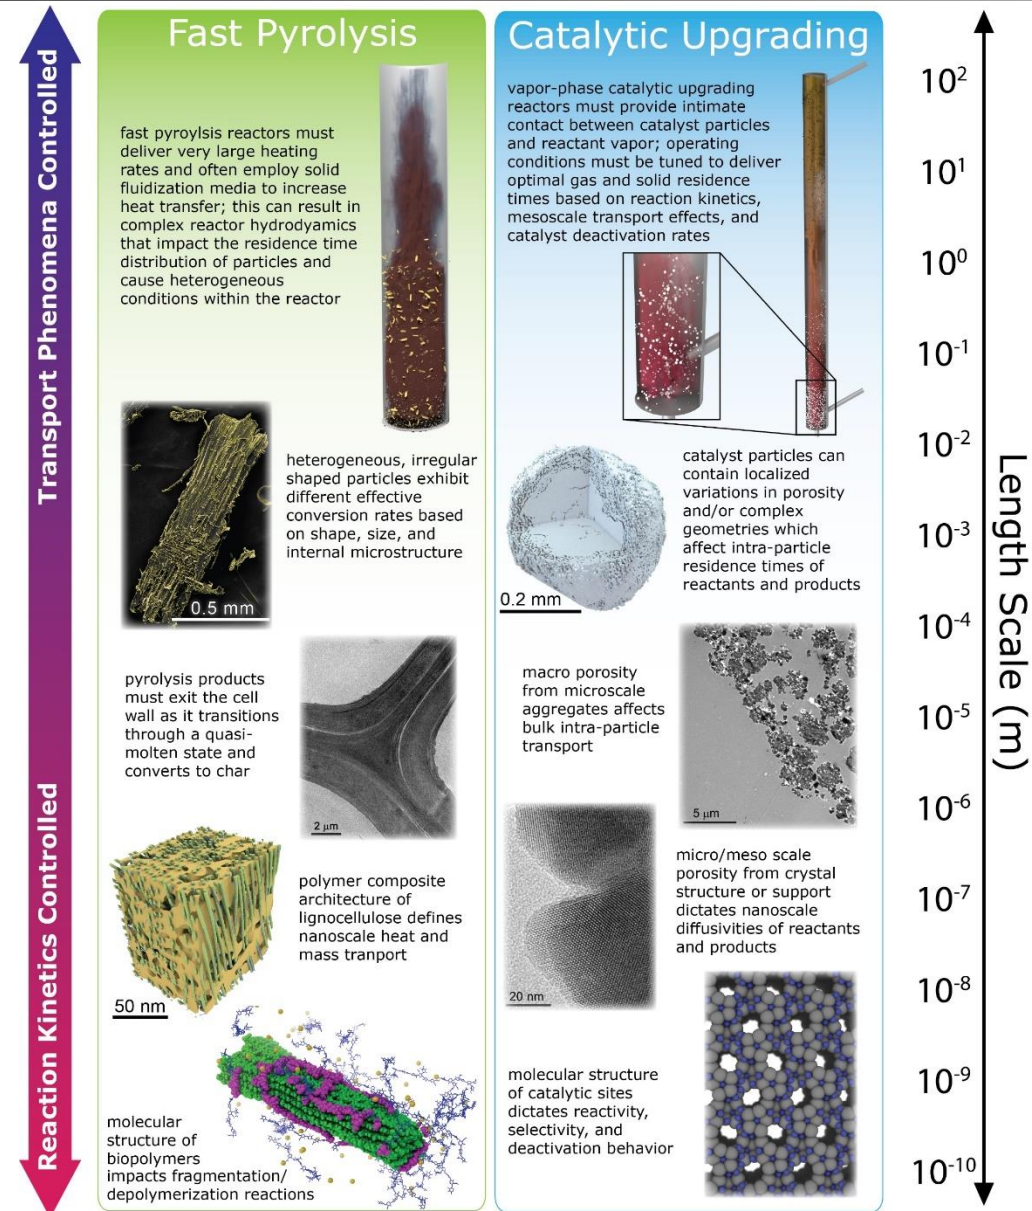 Transport Phenomena Controlled
Reaction Kinetics Controlled
Fast Pyrolysis
fast pyroylsis reactors must
deliver very large heating
rates and often employ solid
fluidization media to increase
heat transfer; this can result in
complex reactor hydrodyamics
that impact the residence time
distribution of particles and
cause heterogeneous
conditions within the reactor
heterogeneous, irregular
shaped particles exhibit
different effective
conversion rates based
on shape, size, and
internal microstructure
0.5 mm
pyrolysis products
must exit the cell
wall as it transitions
through a quasi-
molten state and
converts to char
2 μm
polymer composite
architecture of
lignocellulose defines
nanoscale heat and
mass tranport
50 nm
molecular
structure of
biopolymers
impacts fragmentation/
depolymerization reactions
Catalytic Upgrading
vapor-phase catalytic upgrading
reactors must provide intimate
contact between catalyst particles
and reactant vapor; operating
conditions must be tuned to deliver
optimal gas and solid residence
times based on reaction kinetics,
mesoscale transport effects, and
catalyst deactivation rates
catalyst particles can
contain localized
variations in porosity
and/or complex
geometries which
affect intra-particle
residence times of
reactants and products
0.2 mm
macro porosity
from microscale
aggregates affects
bulk intra-particle
transport
5 μm
micro/meso scale
porosity from crystal
structure or support
dictates nanoscale
diffusivities of reactants
and products
20 nm
molecular structure
of catalytic sites
dictates reactivity,
selectivity, and
deactivation behavior
10²
10¹
10⁰
10⁻¹
10⁻²
10⁻³
10⁻⁴
10⁻⁵
10⁻⁶
10⁻⁷
10⁻⁸
10⁻⁹
10⁻¹⁰
Length Scale (m)